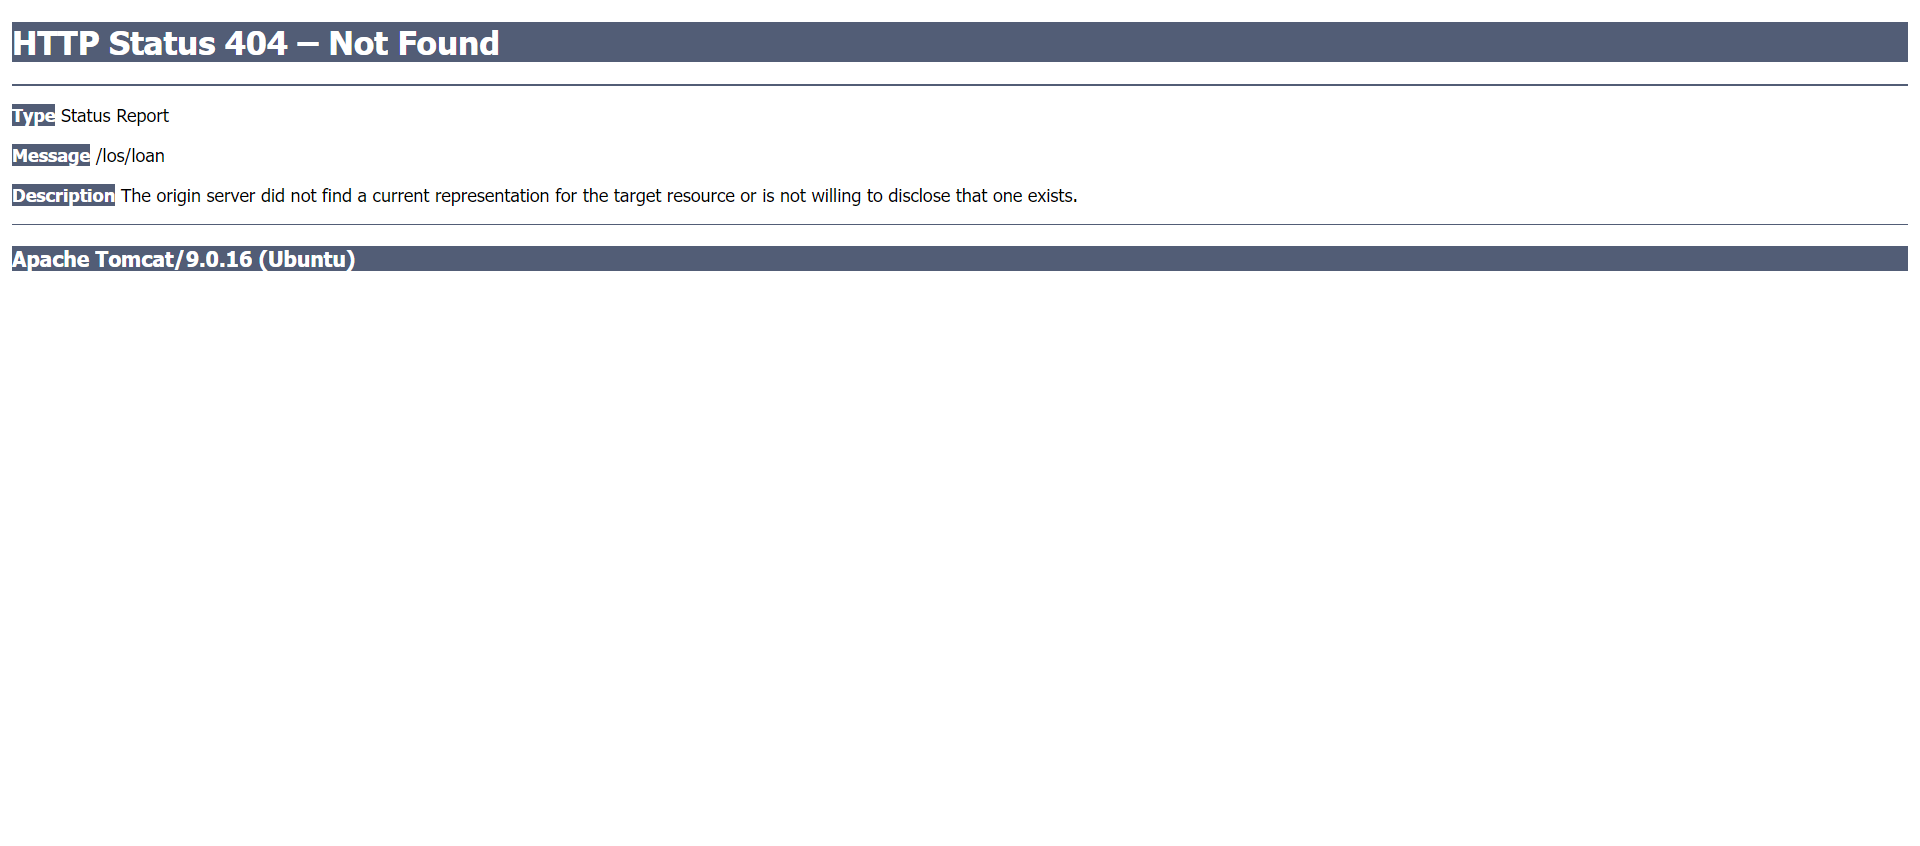 HTTP Status 404 – Not Found
Type Status Report
Message /los/loan
Description The origin server did not find a current representation for the target resource or is not willing to disclose that one exists.
Apache Tomcat/9.0.16 (Ubuntu)